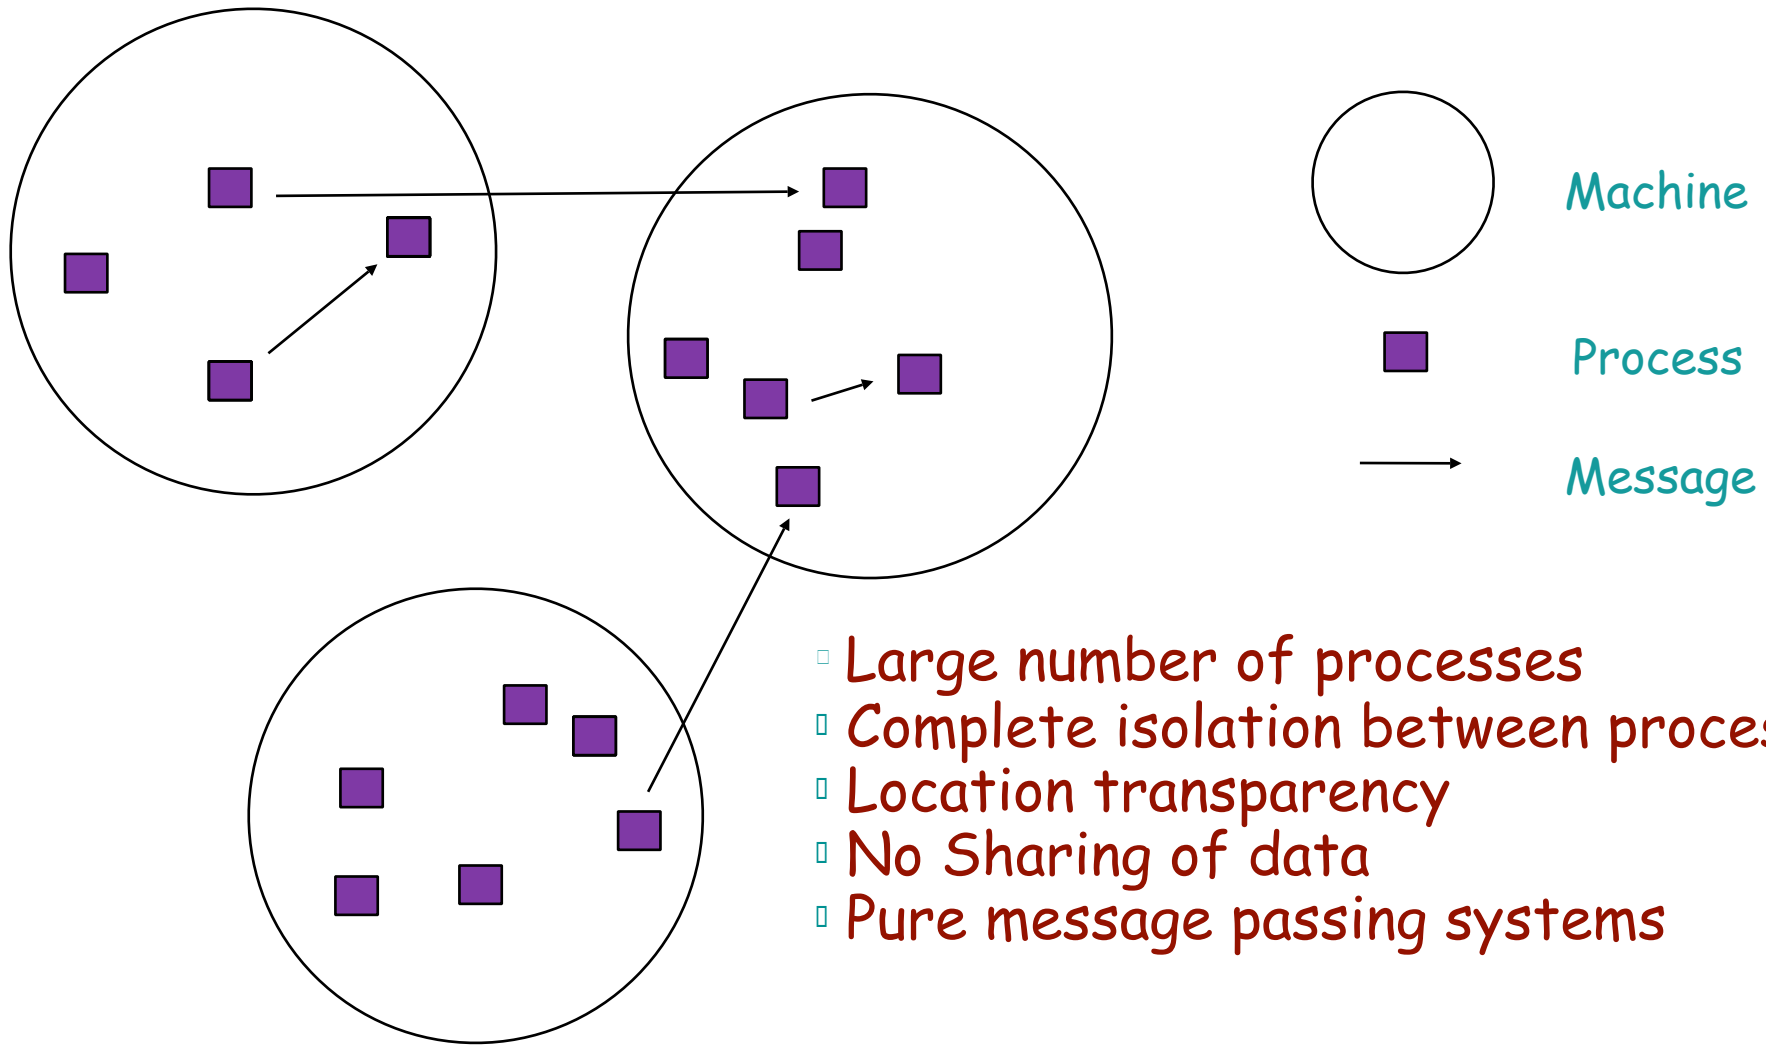 Machine
Process
Message
Large number of processes
Complete isolation between proces
Location transparency
No Sharing of data
Pure message passing systems